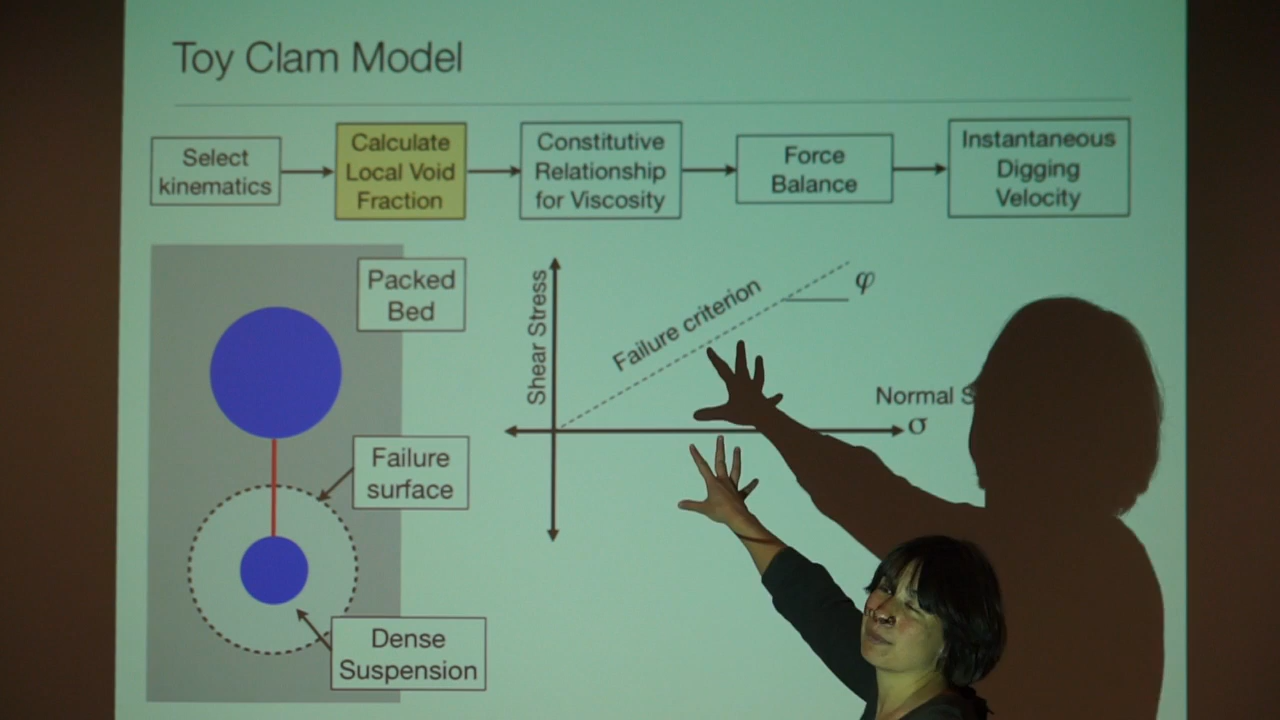 Toy Clam Model
Select
kinematics
Calculate
Local Void
Fraction
Constitutive
Relationship
for Viscosity
Force
Balance
Instantaneous
Digging
Velocity
Packed
Bed
Failure
surface
Dense
Suspension
Shear Stress
Failure criterion
φ
Normal S
σ